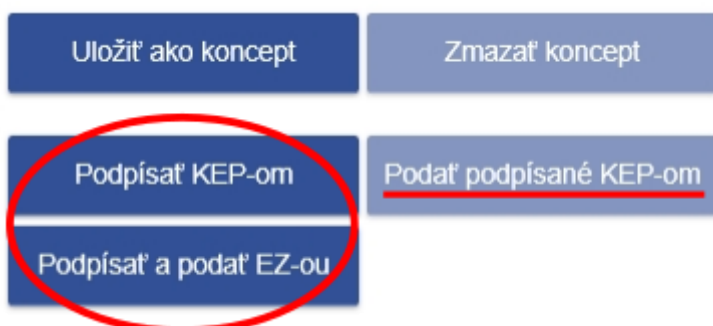 Uložiť ako koncept
Zmazať koncept
Podpísať KEP-om
Podať podpísané KEP-om
Podpísať a podať EZ-ou